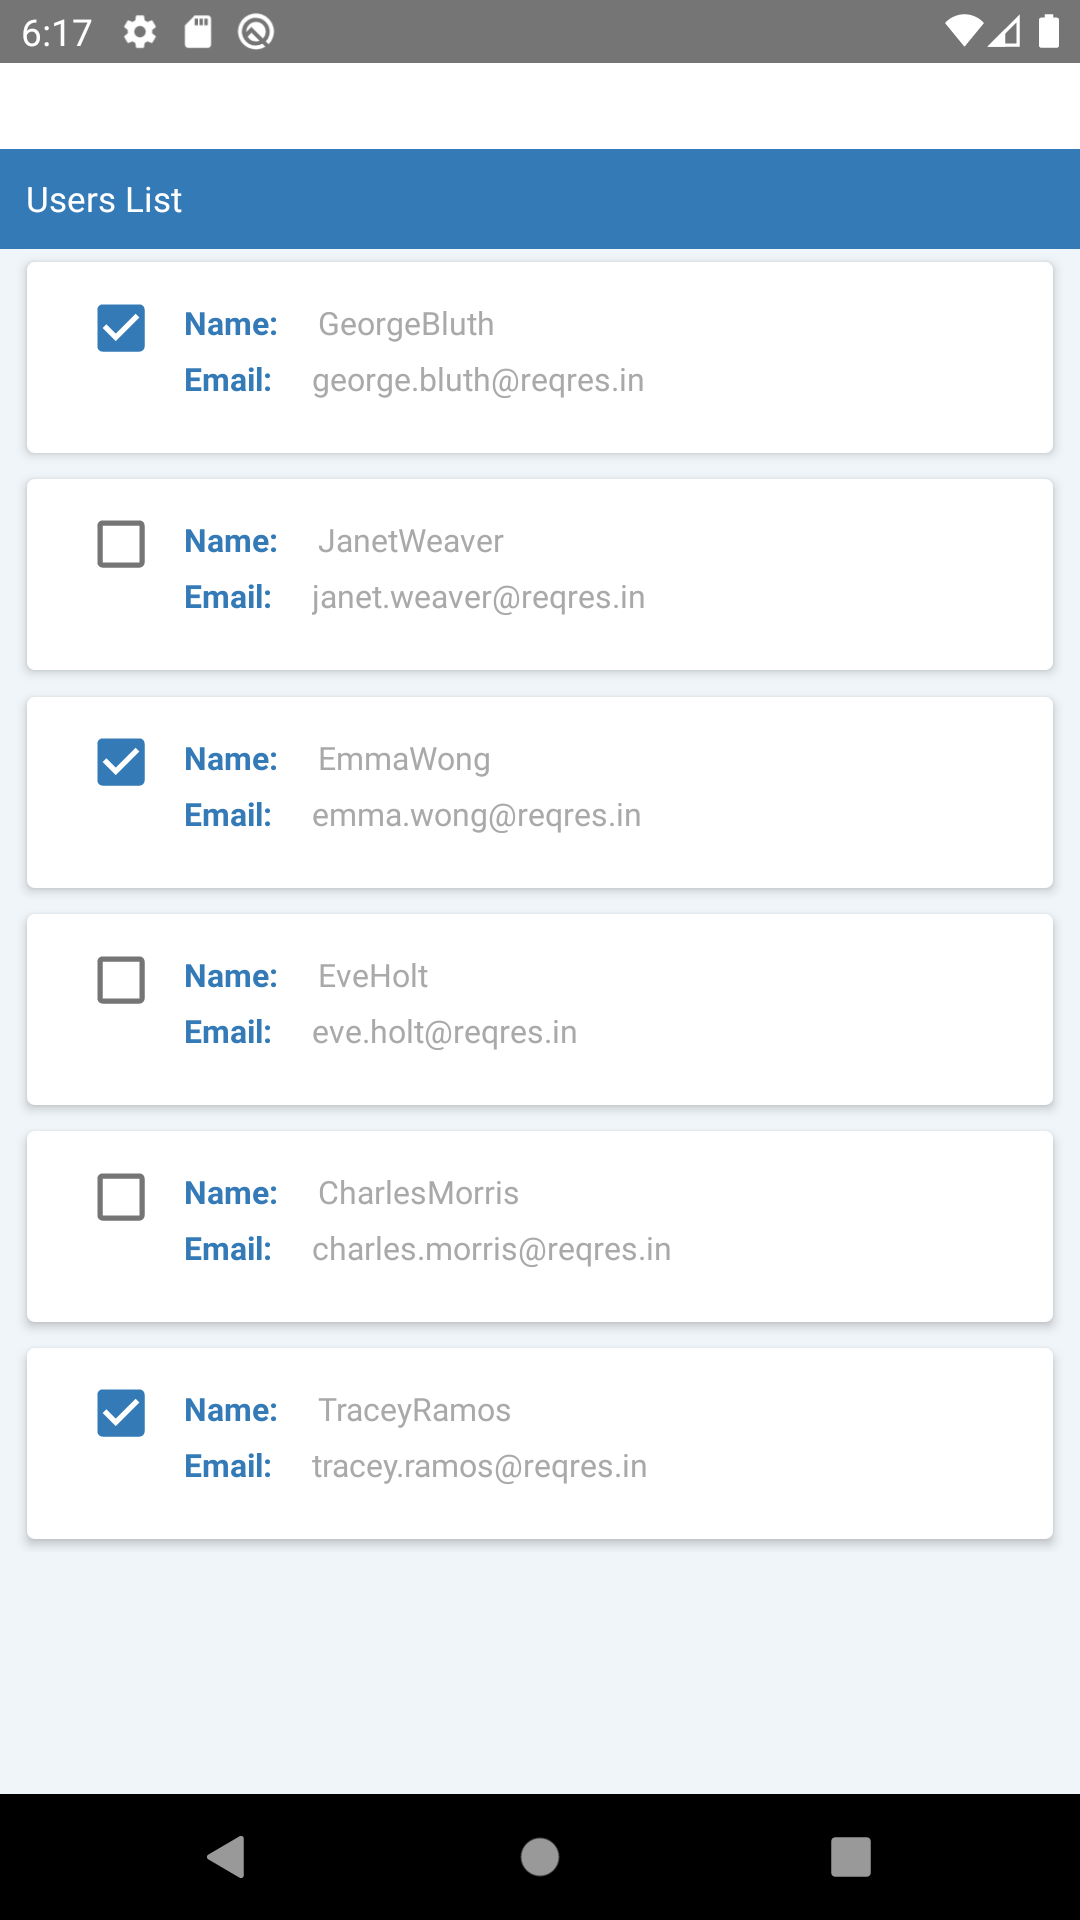 6:17
Users List
Name: GeorgeBluth
Email: george.bluth@reqres.in
Name: JanetWeaver
Email: janet.weaver@reqres.in
Name: EmmaWong
Email: emma.wong@reqres.in
Name: EveHolt
Email: eve.holt@reqres.in
Name: CharlesMorris
Email: charles.morris@reqres.in
Name: TraceyRamos
Email: tracey.ramos@reqres.in